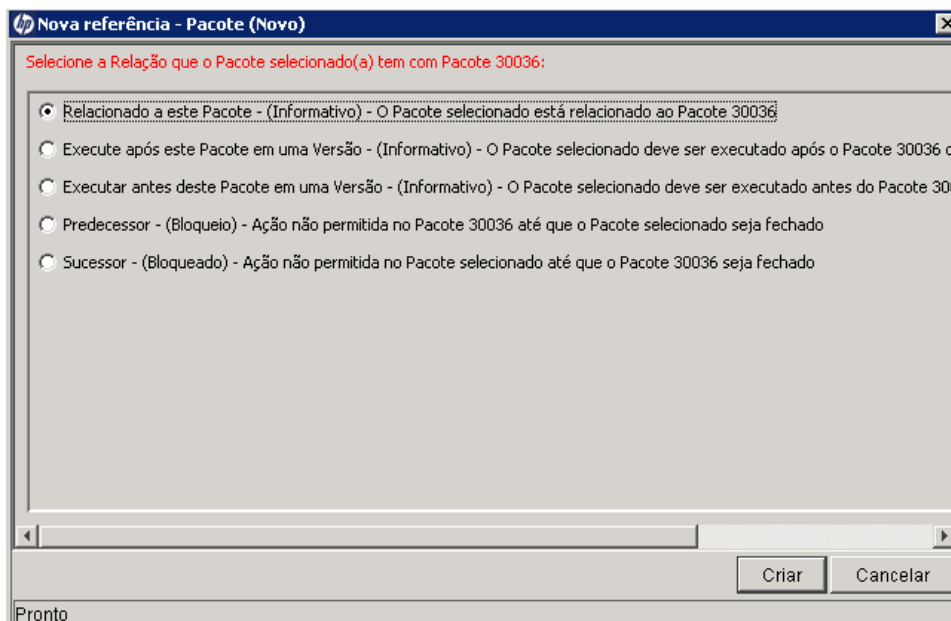 hp Nova referência - Pacote (Novo)
Selecione a Relação que o Pacote selecionado(a) tem com Pacote 30036:
Relacionado a este Pacote - (Informativo) - O Pacote selecionado está relacionado ao Pacote 30036
Execute após este Pacote em uma Versão - (Informativo) - O Pacote selecionado deve ser executado após o Pacote 30036
Executar antes deste Pacote em uma Versão - (Informativo) - O Pacote selecionado deve ser executado antes do Pacote
Predecessor - (Bloqueio) - Ação não permitida no Pacote 30036 até que o Pacote selecionado seja fechado
Sucessor - (Bloqueado) - Ação não permitida no Pacote selecionado até que o Pacote 30036 seja fechado
Criar Cancelar
Pronto